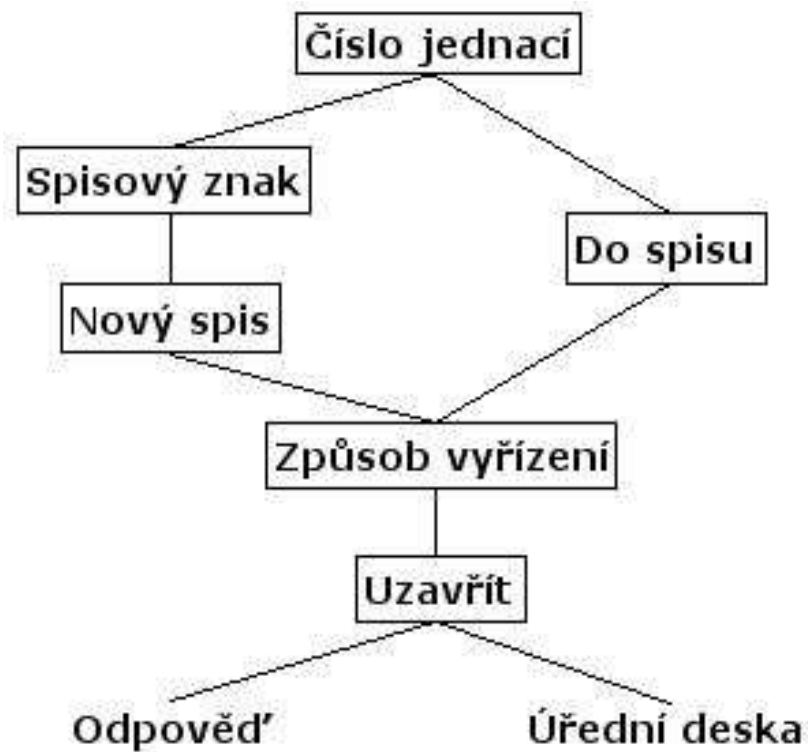 Číslo jednací
Spisový znak
Do spisu
Nový spis
Způsob vyřízení
Uzavřít
Odpověď
Úřední deska